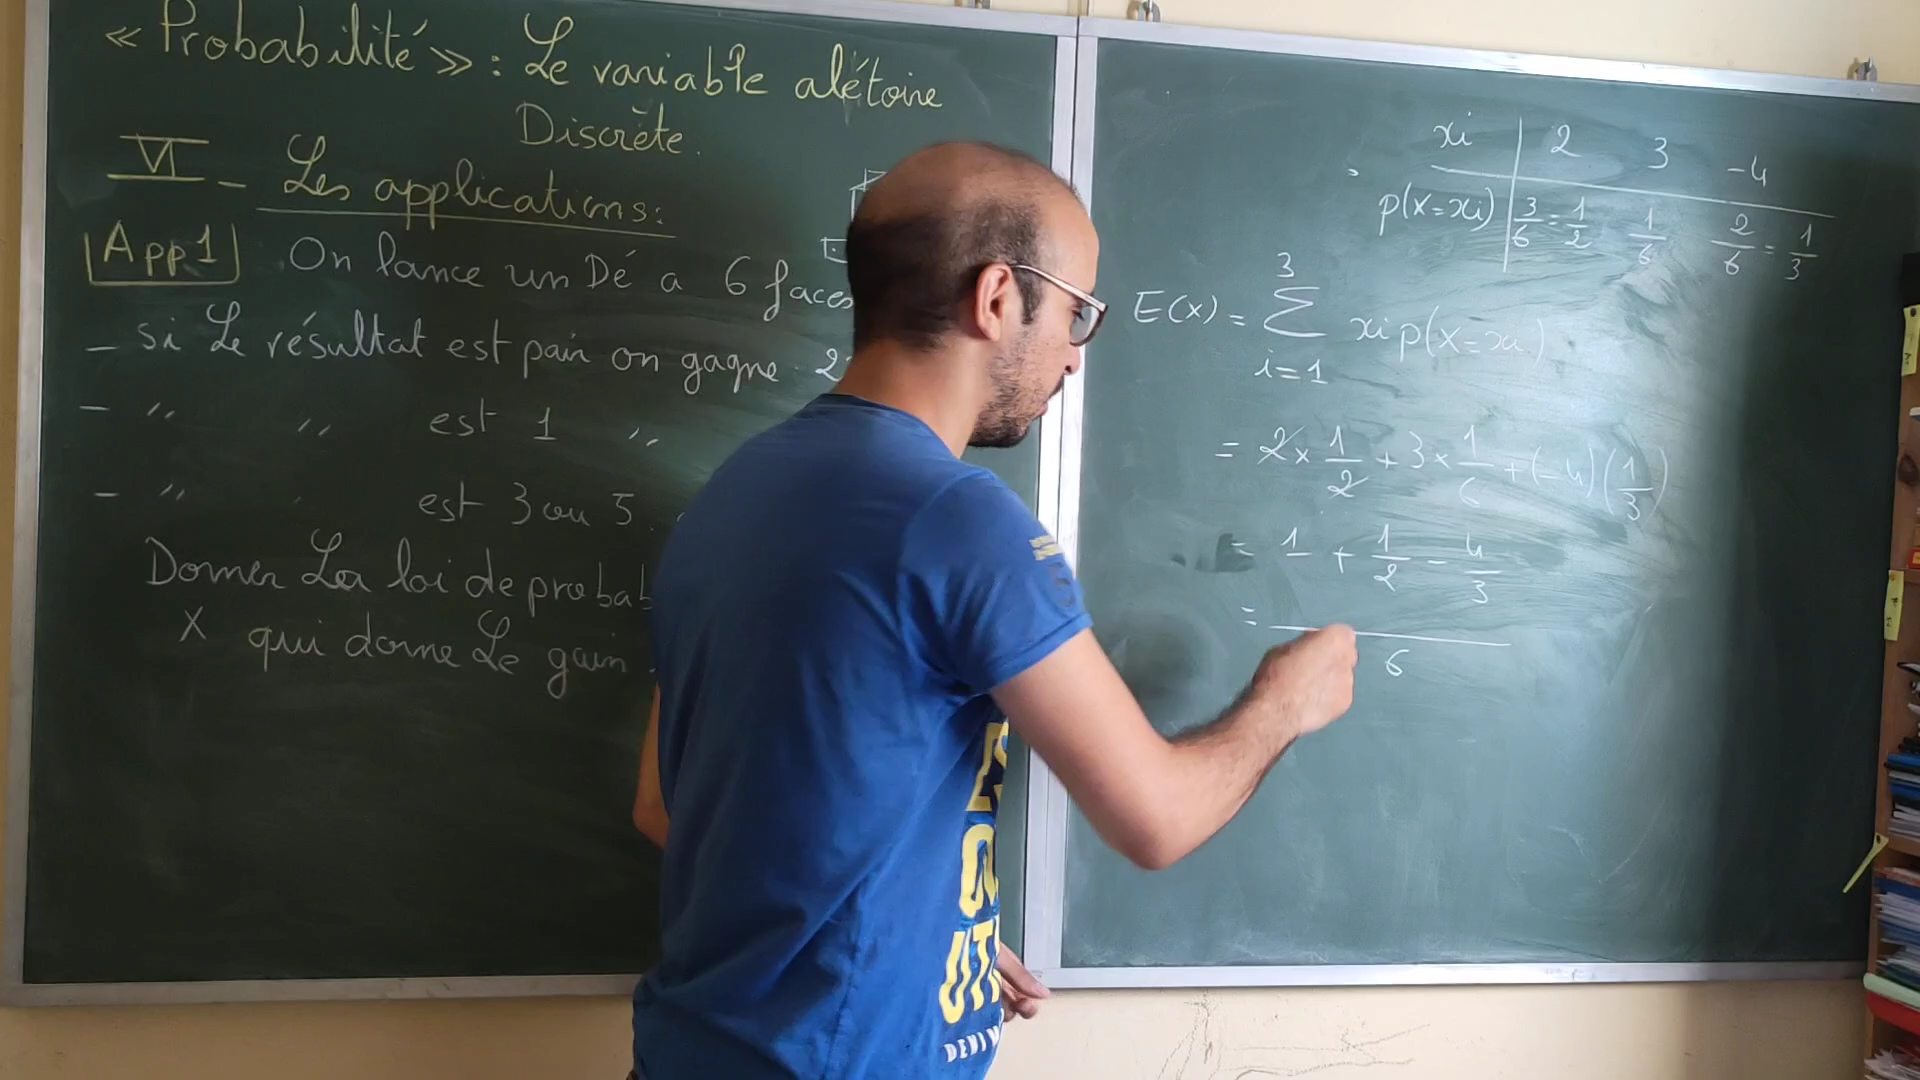 « Probabilité » : Le variable alétoire
Discrète.
VI - Les applications:
App1 On lance un Dé a 6 faces
- si Le résultat est pair on gagne 2
- " " est 1 "
- " " est 3 ou 5
Donner La loi de probab
X qui donne Le gain
xi | 2 3 -4
p(X=xi) | 3/6 = 1/2 1/6 2/6 = 1/3
E(x) = 3 Σ i=1 xi p(X=xi)
= 2 × 1/2 + 3 × 1/6 + (-4)(1/3)
= 1 + 1/2 - 4/3
= /6